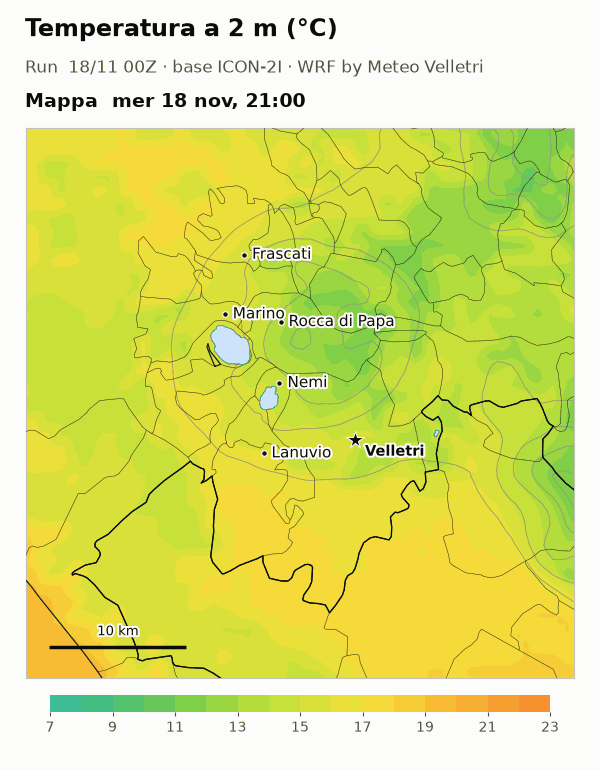 Temperatura a 2 m (°C)
Run  18/11 00Z · base ICON-2I · WRF by Meteo Velletri
Mappa  mer 18 nov, 21:00
Frascati
Marino
Rocca di Papa
Nemi
Velletri
Lanuvio
10 km
7 9 11 13 15 17 19 21 23